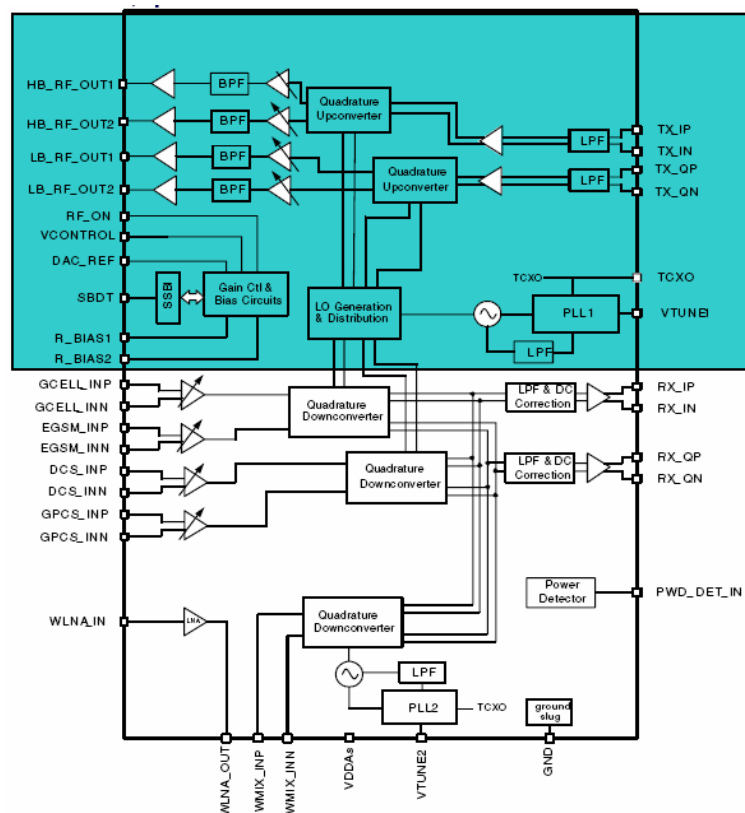 HB_RF_OUT1
HB_RF_OUT2
LB_RF_OUT1
LB_RF_OUT2
RF_ON
VCONTROL
DAC_REF
SBDT
R_BIAS1
R_BIAS2
BPF
BPF
BPF
BPF
Quadrature
Upconverter
Quadrature
Upconverter
LPF
LPF
TX_IP
TX_IN
TX_QP
TX_QN
SSBI
Gain Ctl &
Bias Circuits
LO Generation
& Distribution
TCXO
PLL1
LPF
TCXO
VTUNE1
GCELL_INP
GCELL_INN
EGSM_INP
EGSM_INN
DCS_INP
DCS_INN
GPCS_INP
GPCS_INN
Quadrature
Downconverter
Quadrature
Downconverter
LPF & DC
Correction
LPF & DC
Correction
RX_IP
RX_IN
RX_QP
RX_QN
Power
Detector
PWD_DET_IN
WLNA_IN
LNA
Quadrature
Downconverter
LPF
PLL2
TCXO
ground
slug
WLNA_OUT
WMIX_INP
WMIX_INN
VDDAs
VTUNE2
GND